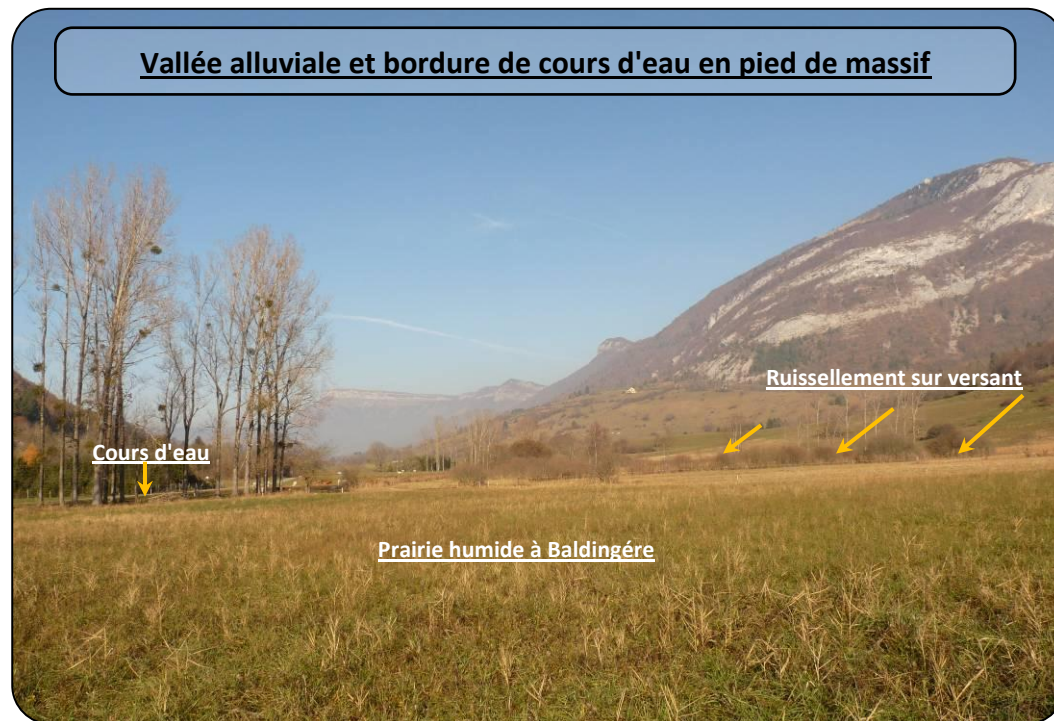 Vallée alluviale et bordure de cours d'eau en pied de massif
Ruissellement sur versant
Cours d'eau
Prairie humide à Baldingére